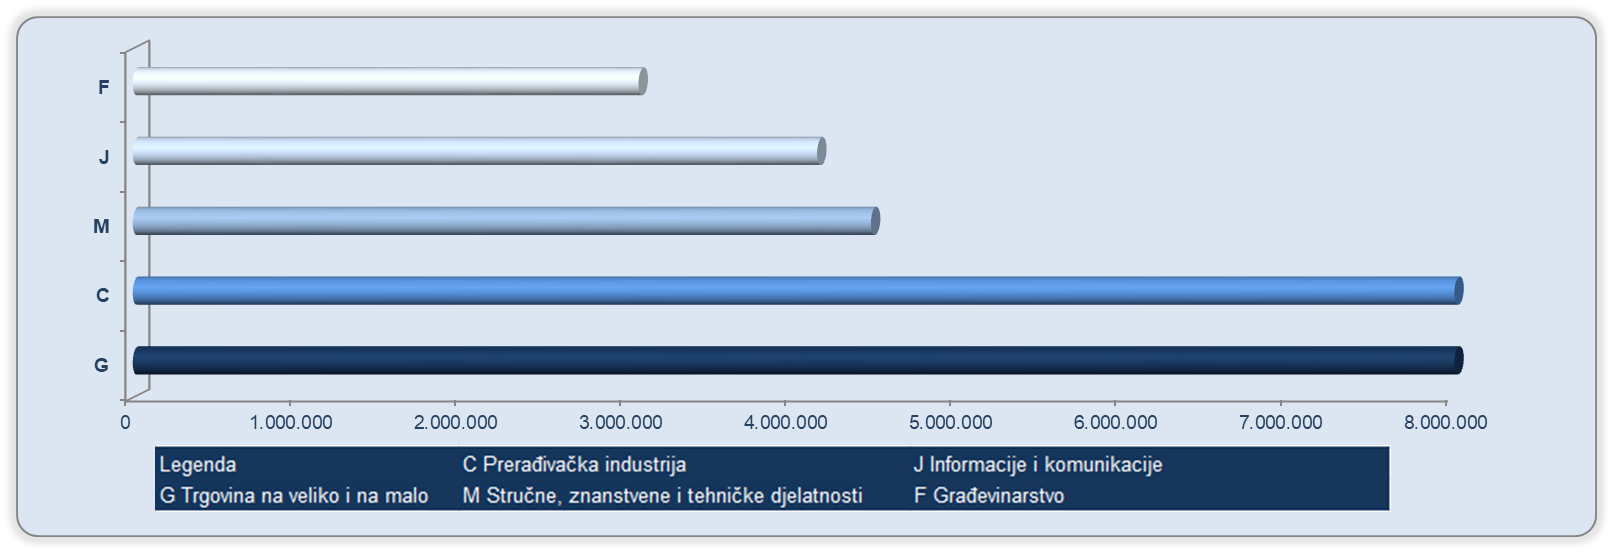 F
J
M
C
G
0 1.000.000 2.000.000 3.000.000 4.000.000 5.000.000 6.000.000 7.000.000 8.000.000
Legenda C Prerađivačka industrija J Informacije i komunikacije
G Trgovina na veliko i na malo M Stručne, znanstvene i tehničke djelatnosti F Građevinarstvo